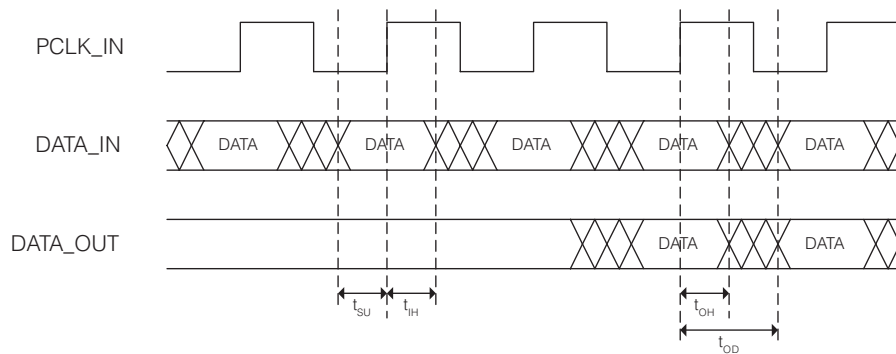 PCLK_IN
DATA_IN
DATA DATA DATA DATA DATA
DATA_OUT
DATA DATA
tSU tIH tOH
tOD